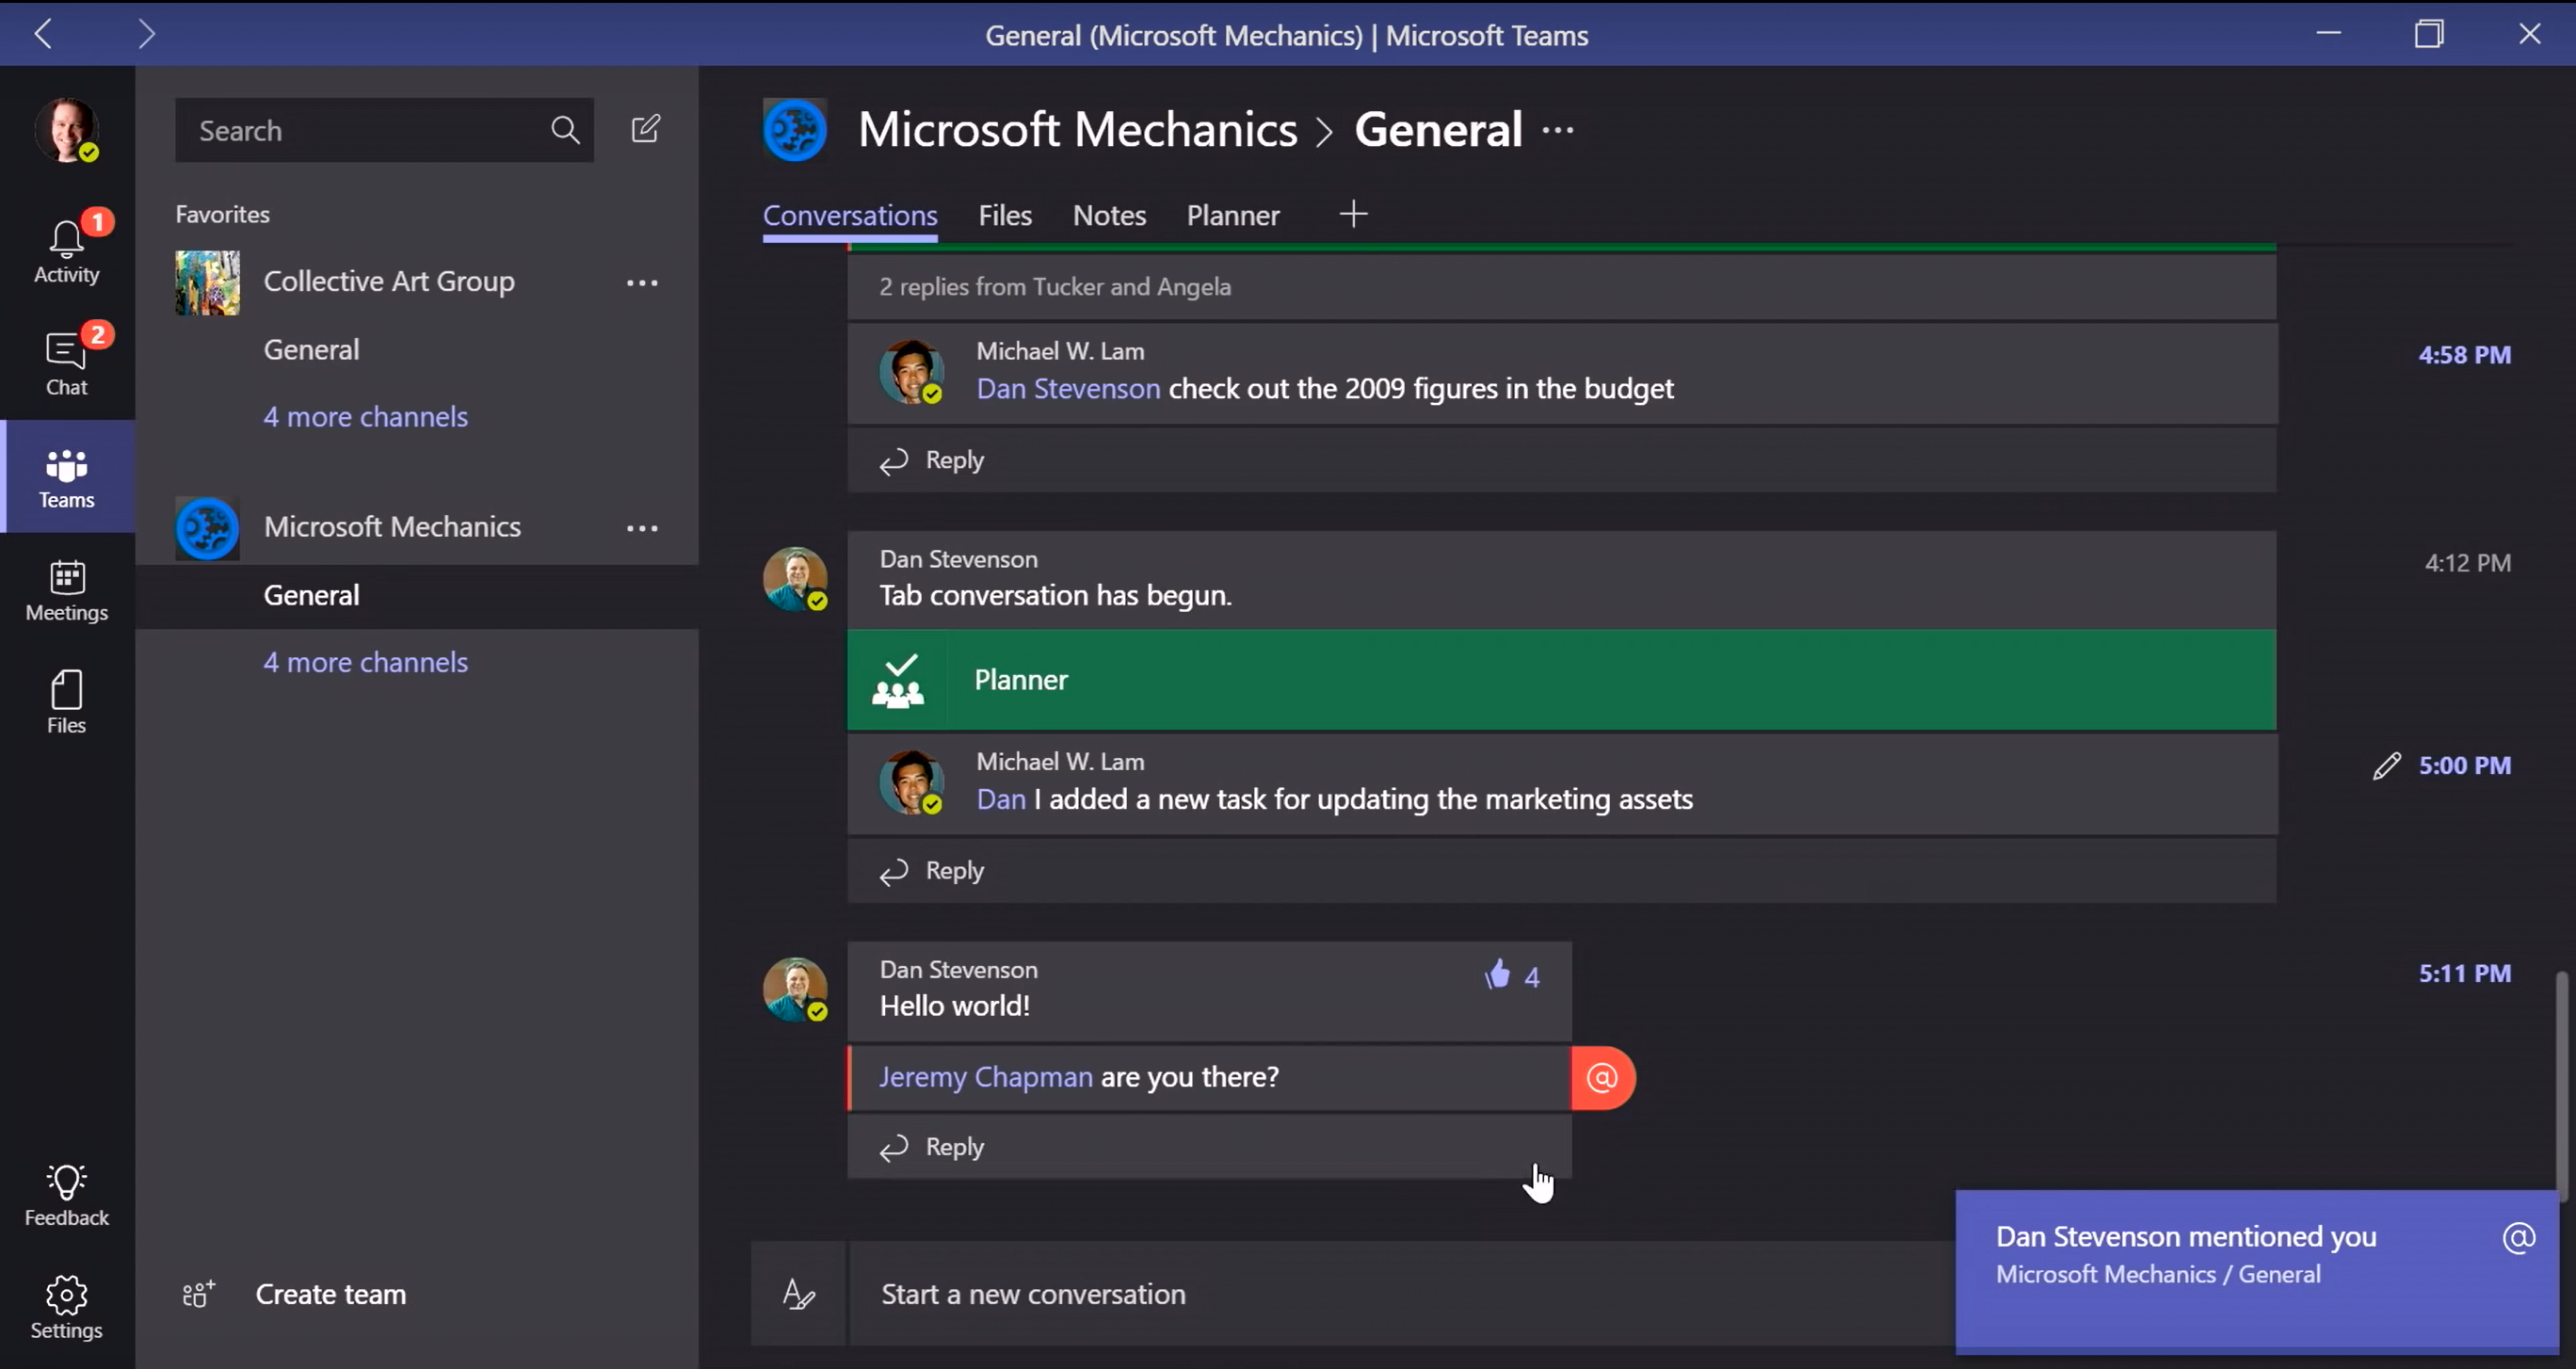 General (Microsoft Mechanics) | Microsoft Teams
Search
Activity
1
Chat
2
Teams
Meetings
Files
Feedback
Settings
Favorites
Collective Art Group
General
4 more channels
Microsoft Mechanics
General
4 more channels
Create team
Microsoft Mechanics > General ...
Conversations Files Notes Planner +
2 replies from Tucker and Angela
Michael W. Lam
4:58 PM
Dan Stevenson check out the 2009 figures in the budget
Reply
Dan Stevenson
4:12 PM
Tab conversation has begun.
Planner
Michael W. Lam
5:00 PM
Dan I added a new task for updating the marketing assets
Reply
Dan Stevenson
4
5:11 PM
Hello world!
Jeremy Chapman are you there?
@
Reply
Start a new conversation
Dan Stevenson mentioned you
@
Microsoft Mechanics / General